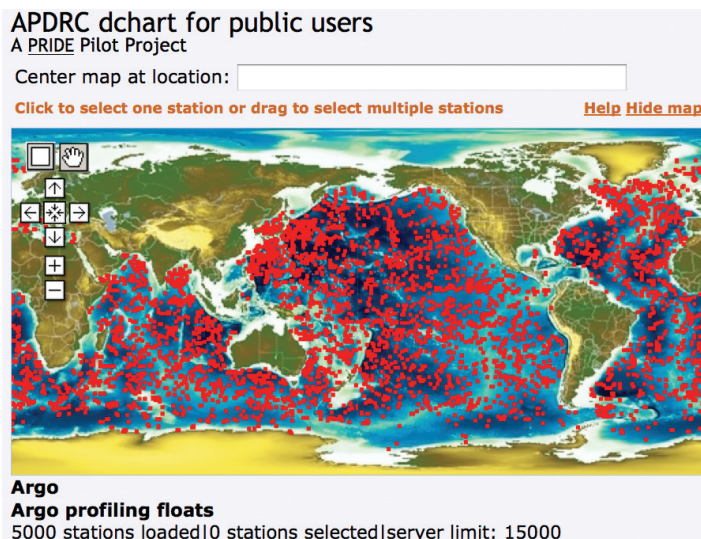 APDRC dchart for public users
A PRIDE Pilot Project
Center map at location:
Click to select one station or drag to select multiple stations Help Hide map
Argo
Argo profiling floats
5000 stations loaded|0 stations selected|server limit: 15000